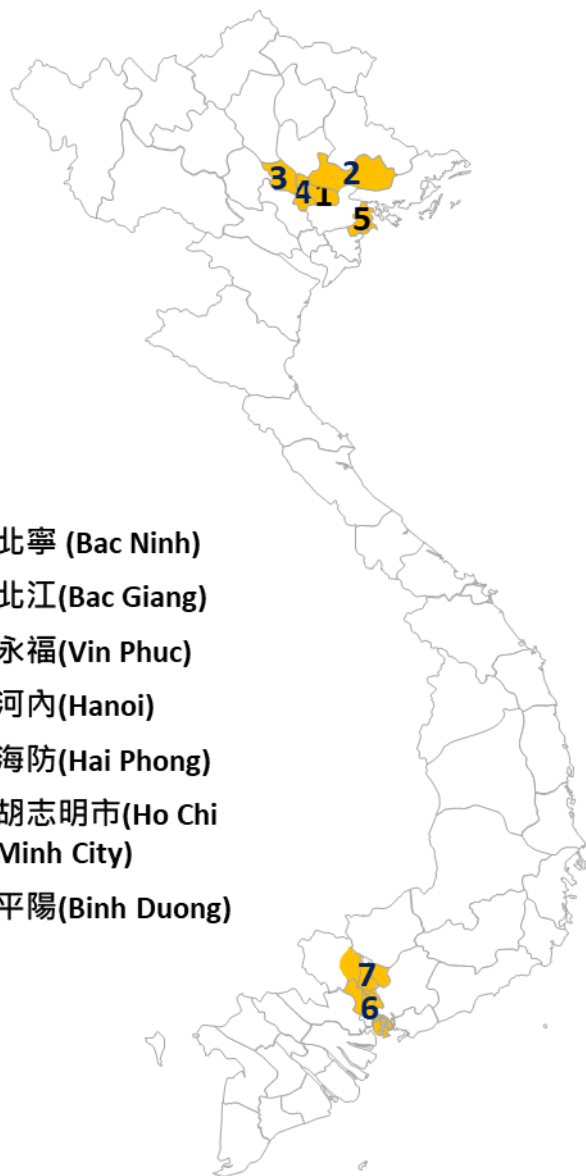 3
2
4
1
5
北寧 (Bac Ninh)
北江(Bac Giang)
永福(Vin Phuc)
河內(Hanoi)
海防(Hai Phong)
胡志明市(Ho Chi
Minh City)
平陽(Binh Duong)
7
6